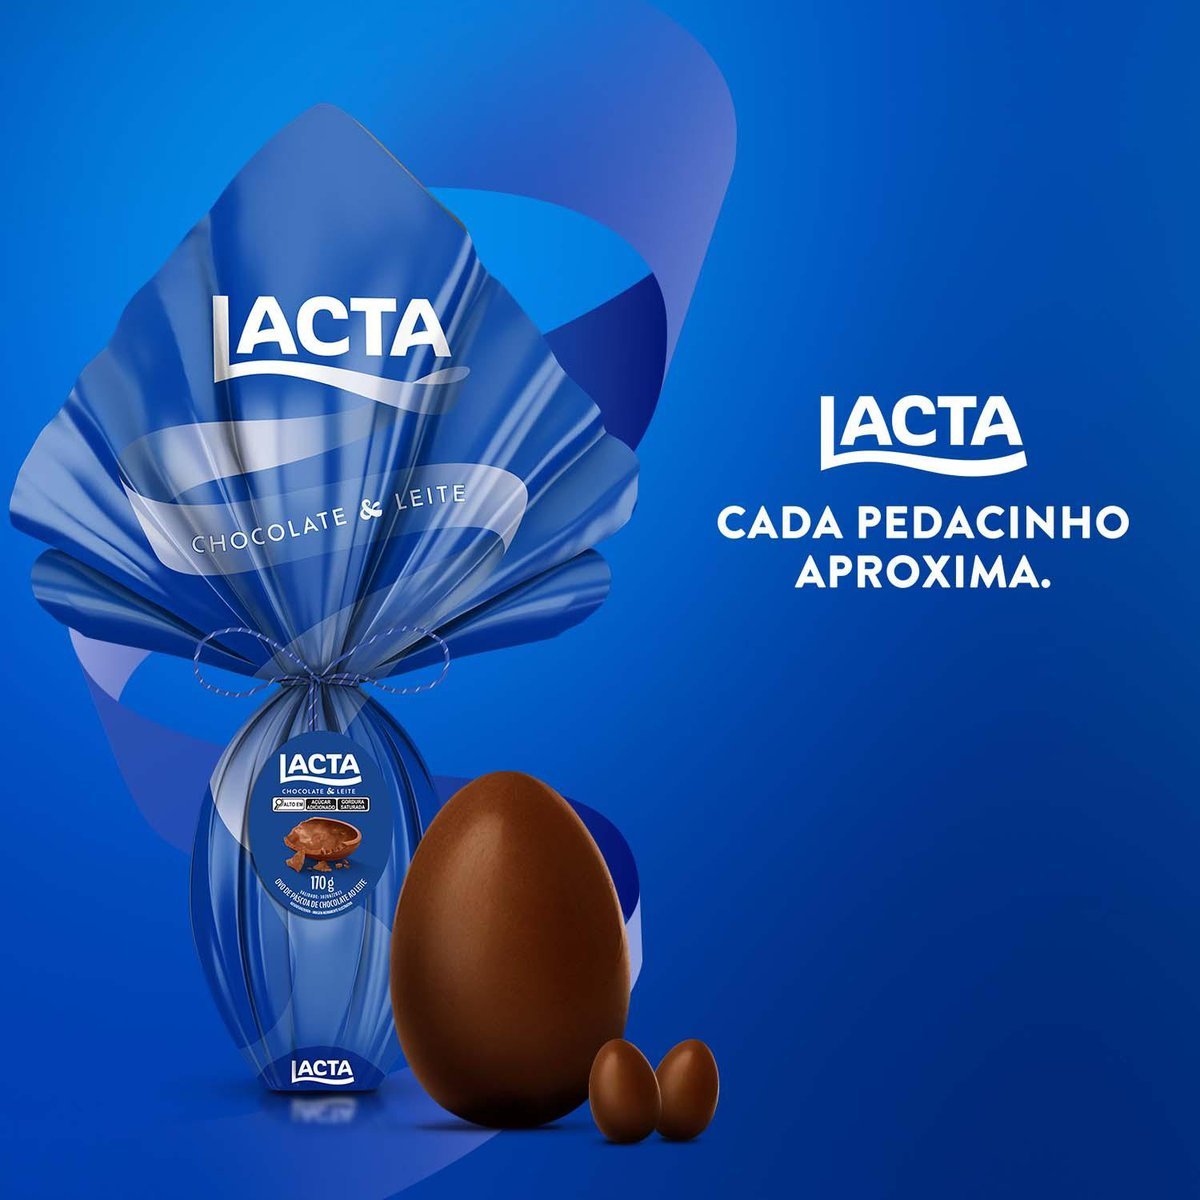 LACTA
CHOCOLATE & LEITE
LACTA
CADA PEDACINHO
APROXIMA.
LACTA
CHOCOLATE & LEITE
ALTO EM
AÇÚCAR
ADICIONADO
GORDURA
SATURADA
170 g
OVO DE PÁSCOA DE CHOCOLATE AO LEITE
LACTA